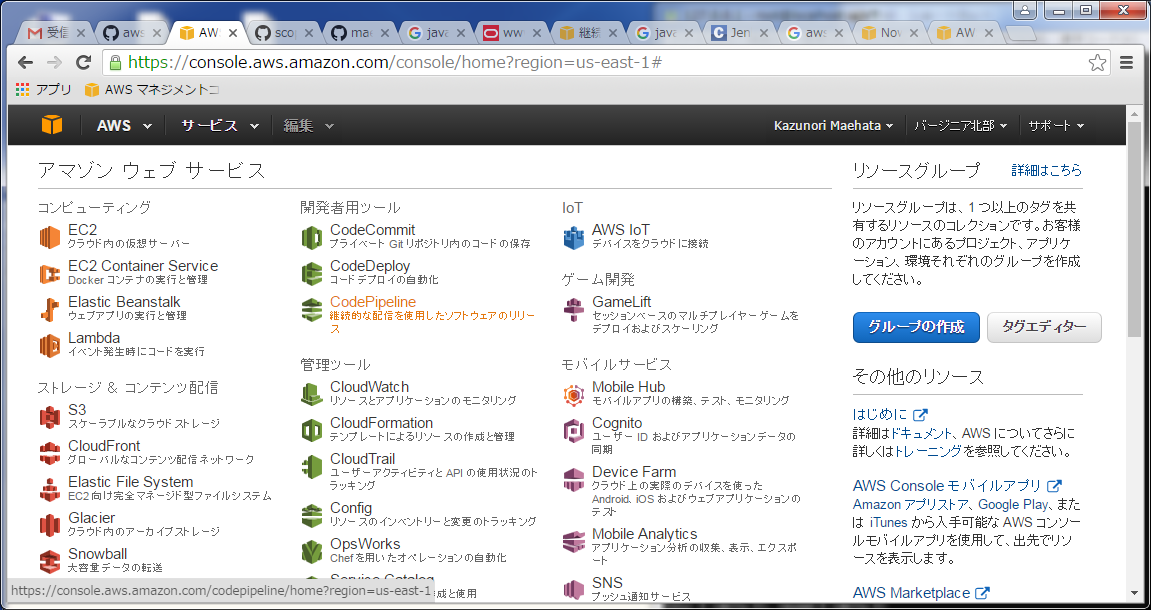 受信
aws
AW
sco
ma
java
ww
継続
java
Jen
aws
Nov
AW
https://console.aws.amazon.com/console/home?region=us-east-1#
アプリ AWS マネジメントコ
AWS サービス 編集 Kazunori Maehata バージニア北部 サポート
アマゾン ウェブ サービス
コンピューティング
EC2
クラウド内の仮想サーバー
EC2 Container Service
Docker コンテナの実行と管理
Elastic Beanstalk
ウェブアプリの実行と管理
Lambda
イベント発生時にコードを実行
ストレージ & コンテンツ配信
S3
スケーラブルなクラウドストレージ
CloudFront
グローバルなコンテンツ配信ネットワーク
Elastic File System
EC2 向け完全マネージド型ファイルシステム
Glacier
クラウド内のアーカイブストレージ
Snowball
大容量データの転送
開発者用ツール
CodeCommit
プライベート Git リポジトリ内のコードの保存
CodeDeploy
コードデプロイの自動化
CodePipeline
継続的な配信を使用したソフトウェアのリリー
ス
管理ツール
CloudWatch
リソースとアプリケーションのモニタリング
CloudFormation
テンプレートによるリソースの作成と管理
CloudTrail
ユーザーアクティビティと API の使用状況のト
ラッキング
Config
リソースのインベントリーと変更のトラッキング
OpsWorks
Chef を用いたオペレーションの自動化
Service Catalog
成と使用
IoT
AWS IoT
デバイスをクラウドに接続
ゲーム開発
GameLift
セッションベースのマルチプレイヤーゲームを
デプロイおよびスケーリング
モバイルサービス
Mobile Hub
モバイルアプリの構築、テスト、モニタリング
Cognito
ユーザー ID およびアプリケーションデータの
同期
Device Farm
クラウド上の実際のデバイスを使った
Android、iOS およびウェブアプリケーションの
テスト
Mobile Analytics
アプリケーション分析の収集、表示、エクスポ
ート
SNS
プッシュ通知サービス
リソースグループ 詳細はこちら
リソースグループは、1 つ以上のタグを共
有するリソースのコレクションです。お客様
のアカウントにあるプロジェクト、アプリケ
ーション、環境それぞれのグループを作成
してください。
グループの作成 タグエディター
その他のリソース
はじめに
詳細はドキュメント、AWS についてさらに
詳しくはトレーニングを参照してください。
AWS Console モバイルアプリ
Amazon アプリストア、Google Play、また
は iTunes から入手可能な AWS コンソー
ルモバイルアプリを使用して、出先でリソ
ースを表示します。
AWS Marketplace
https://console.aws.amazon.com/codepipeline/home?region=us-east-1